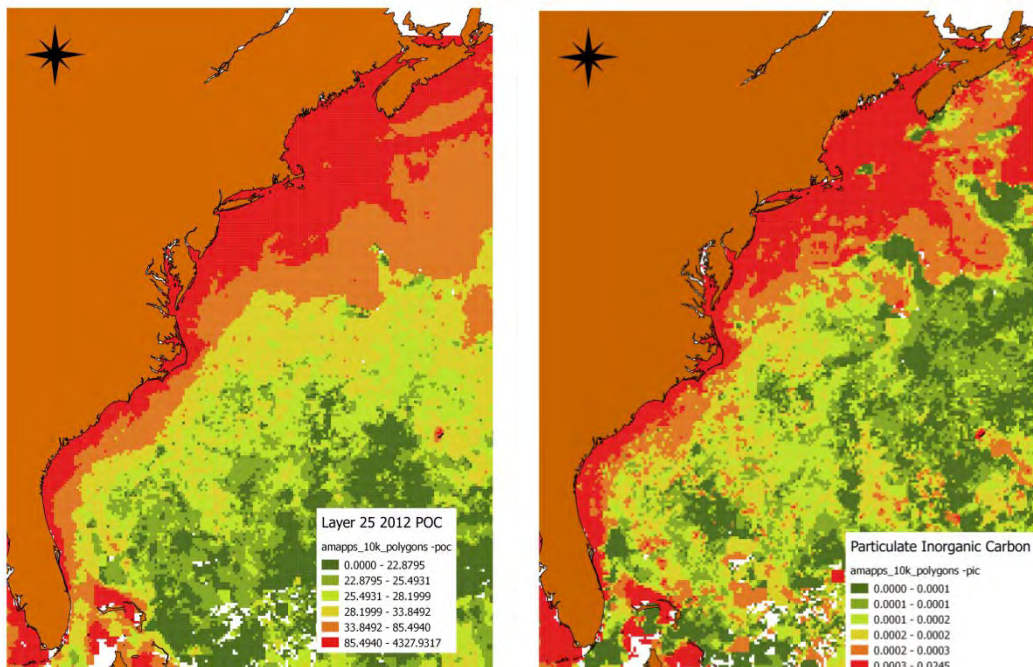 Layer 25 2012 POC
amapps_10k_polygons -poc
0.0000 - 22.8795
22.8795 - 25.4931
25.4931 - 28.1999
28.1999 - 33.8492
33.8492 - 85.4940
85.4940 - 4327.9317
Particulate Inorganic Carbon
amapps_10k_polygons -pic
0.0000 - 0.0001
0.0001 - 0.0001
0.0001 - 0.0002
0.0002 - 0.0002
0.0002 - 0.0003
0.0003 - 0.0245